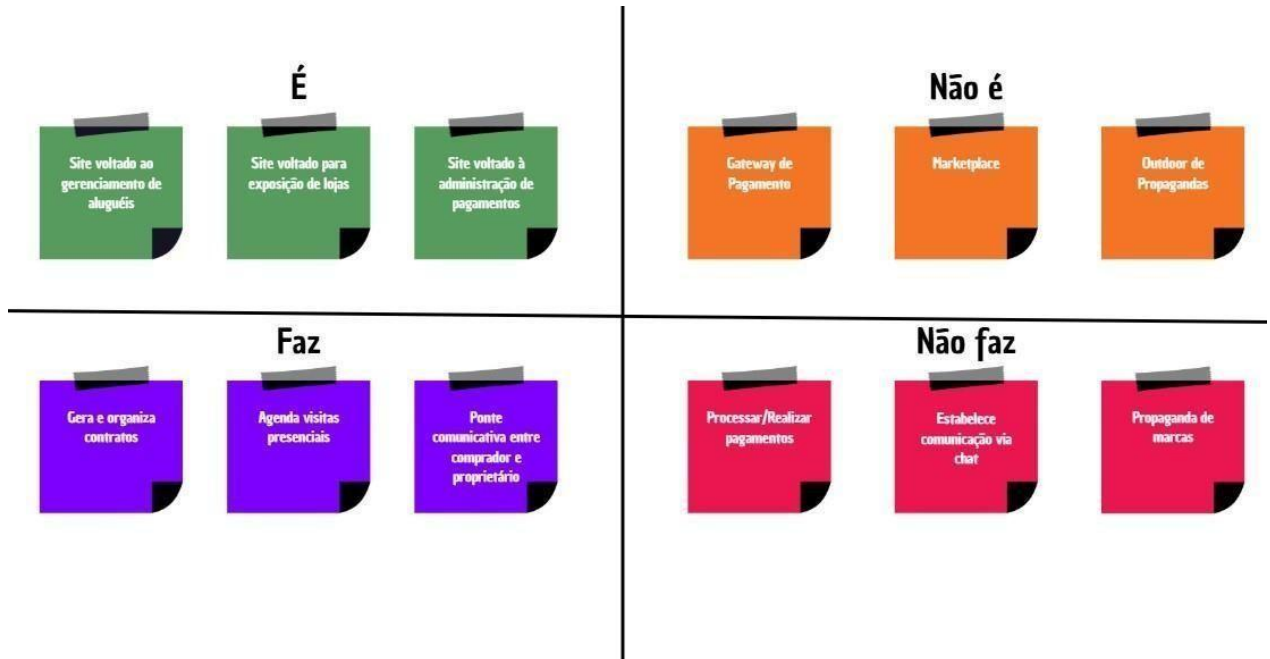 É
Site voltado ao
gerenciamento de
aluguéis
Site voltado para
exposição de lojas
Site voltado à
administração de
pagamentos
Não é
Gateway de
Pagamento
Marketplace
Outdoor de
Propagandas
Faz
Gera e organiza
contratos
Agenda visitas
presenciais
Ponte
comunicativa entre
comprador e
proprietário
Não faz
Processar/Realizar
pagamentos
Estabelece
comunicação via
chat
Propaganda de
marcas